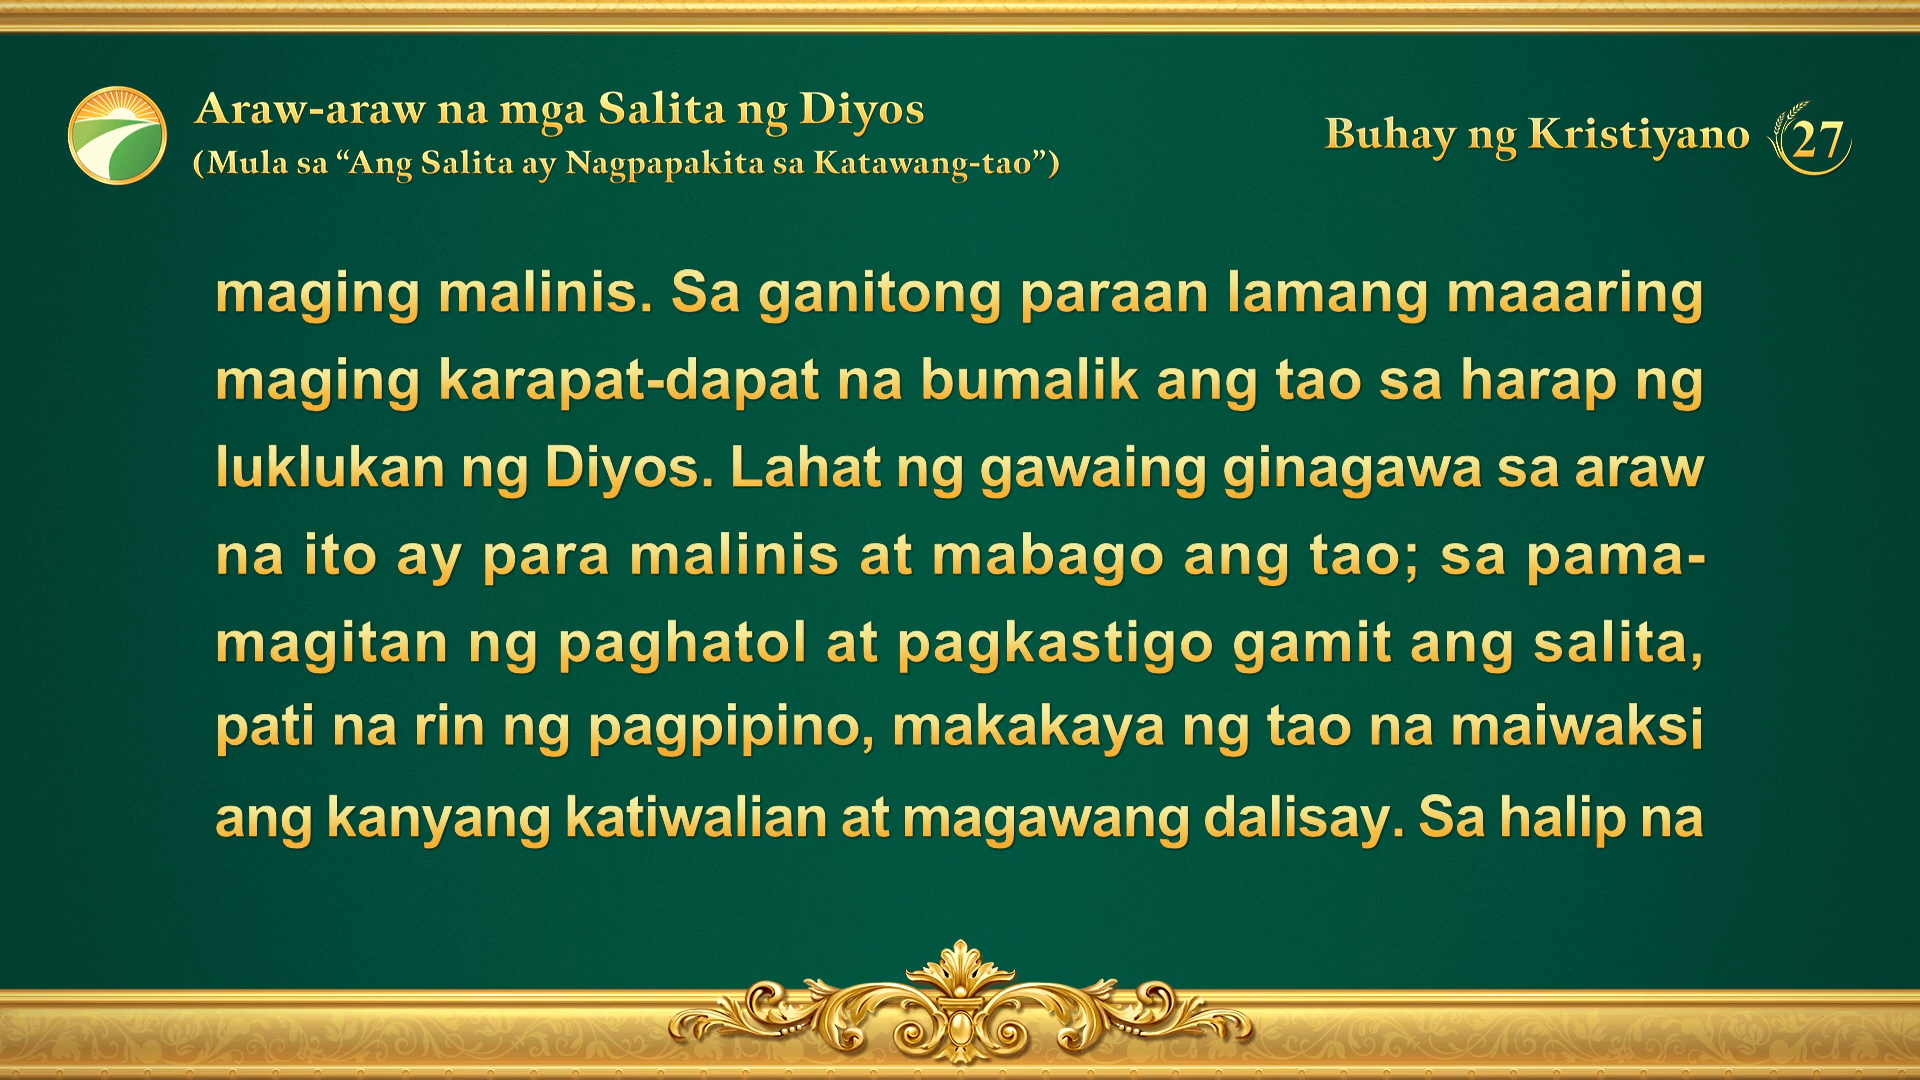 Araw-araw na mga Salita ng Diyos
(Mula sa “Ang Salita ay Nagpapakita sa Katawang-tao”)
Buhay ng Kristiyano 27
maging malinis. Sa ganitong paraan lamang maaaring
maging karapat-dapat na bumalik ang tao sa harap ng
luklukan ng Diyos. Lahat ng gawaing ginagawa sa araw
na ito ay para malinis at mabago ang tao; sa pama-
magitan ng paghatol at pagkastigo gamit ang salita,
pati na rin ng pagpipino, makakaya ng tao na maiwaksi
ang kanyang katiwalian at magawang dalisay. Sa halip na